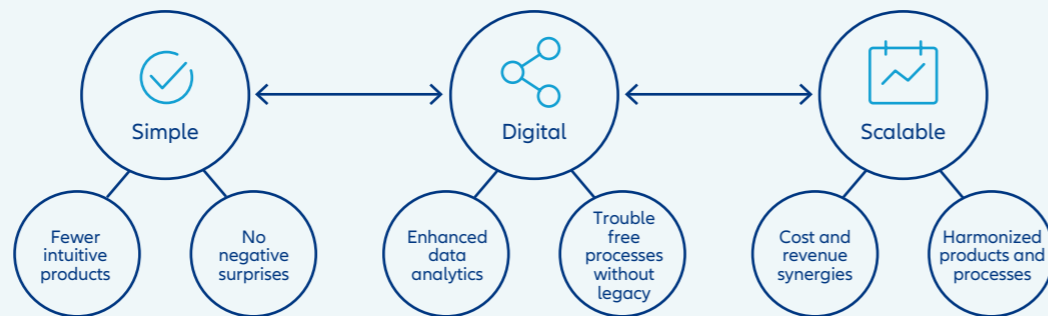 Simple
Digital
Scalable
Fewer
intuitive
products
No
negative
surprises
Enhanced
data
analytics
Trouble
free
processes
without
legacy
Cost and
revenue
synergies
Harmonized
products and
processes